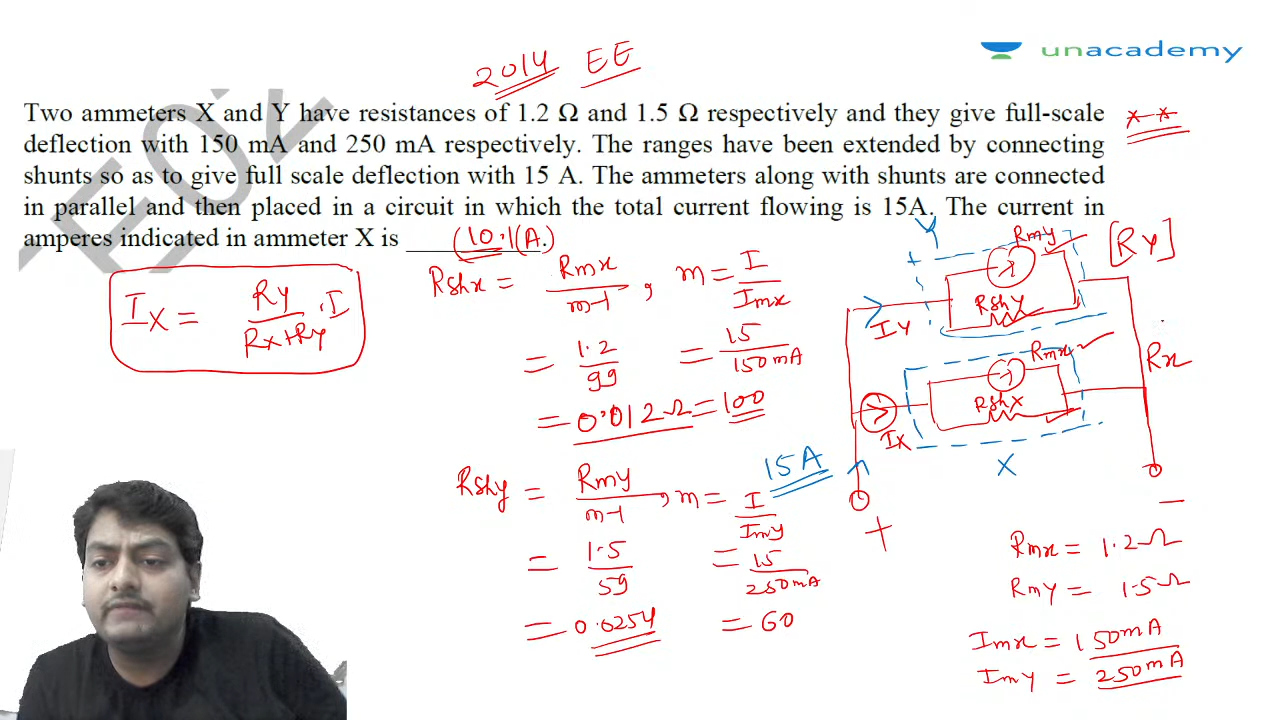 2014 EE
unacademy
Two ammeters X and Y have resistances of 1.2 Ω and 1.5 Ω respectively and they give full-scale
deflection with 150 mA and 250 mA respectively. The ranges have been extended by connecting
shunts so as to give full scale deflection with 15 A. The ammeters along with shunts are connected
in parallel and then placed in a circuit in which the total current flowing is 15A. The current in
amperes indicated in ammeter X is ____________
(10.1(A.)
**
IX = RY / RX+RY . I
Rshx = Rmx / m-1 , m = I / Imx
= 1.2 / 99 = 15 / 150mA
= 0.012Ω = 100
Rshy = Rmy / m-1 , m = I / Imy
= 1.5 / 59 = 15 / 250mA
= 0.0254 = 60
Y
RmY
[RY]
+
RshY
IY
Rmx
Rx
RshX
IX
X
15A
+
−
Rmx = 1.2Ω
Rmy = 1.5Ω
Imx = 150mA
Imy = 250mA